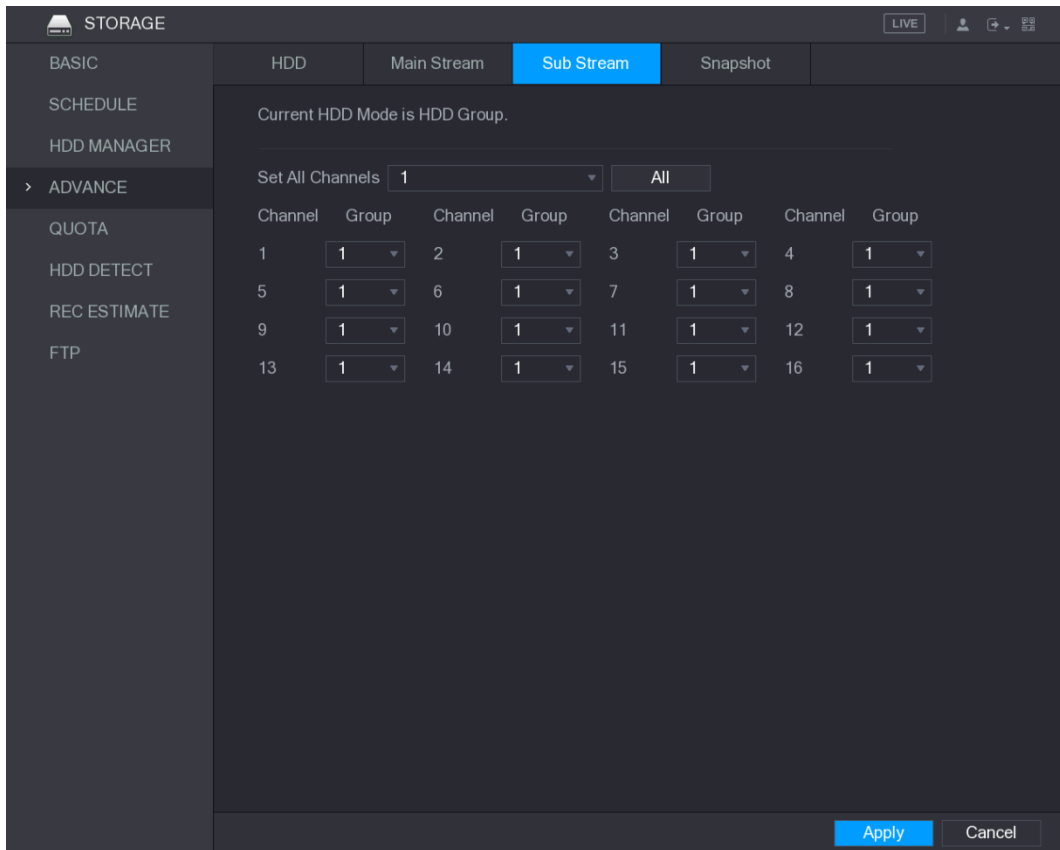 STORAGE
LIVE
BASIC
SCHEDULE
HDD MANAGER
ADVANCE
QUOTA
HDD DETECT
REC ESTIMATE
FTP
HDD Main Stream Sub Stream Snapshot
Current HDD Mode is HDD Group.
Set All Channels 1 All
Channel Group Channel Group Channel Group Channel Group
1 1 2 1 3 1 4 1
5 1 6 1 7 1 8 1
9 1 10 1 11 1 12 1
13 1 14 1 15 1 16 1
Apply Cancel